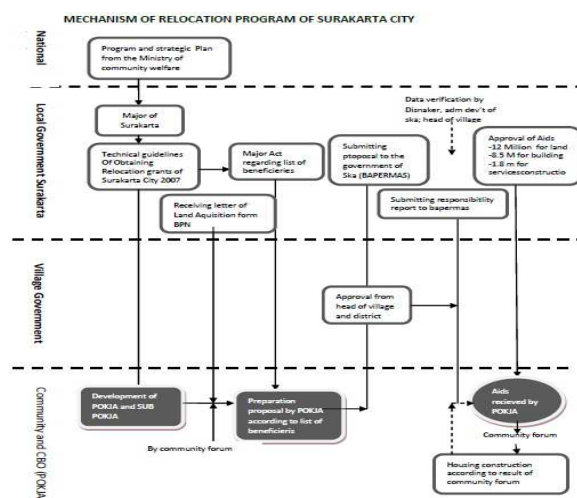 MECHANISM OF RELOCATION PROGRAM OF SURAKARTA CITY
National
Program and strategic Plan
from the Ministry of
community welfare
Local Government Surakarta
Major of
Surakarta
Technical guidelines
Of Obtaining
Relocation grants of
Surakarta City 2007
Major Act
regarding list of
beneficieries
Submitting
ptoposal to the
government of
Ska (BAPERMAS)
Data verification by
Disnaker, adm dev't of
ska; head of village
Approval of Aids
-12 Million for land
-8.5 M for building
-1.8 m for
servicesconstructio
Receiving letter of
Land Aquisition form
BPN
Submitting responsibility
report to bapermas
Village Government
Approval from
head of village
and district
Community and CBO (POKJA
Development of
POKJA and SUB
POKJA
Preparation
proposal by POKJA
according to list of
beneficieris
Aids
recieved by
POKJA
By community forum
Community forum
Housing construction
according to result of
community forum